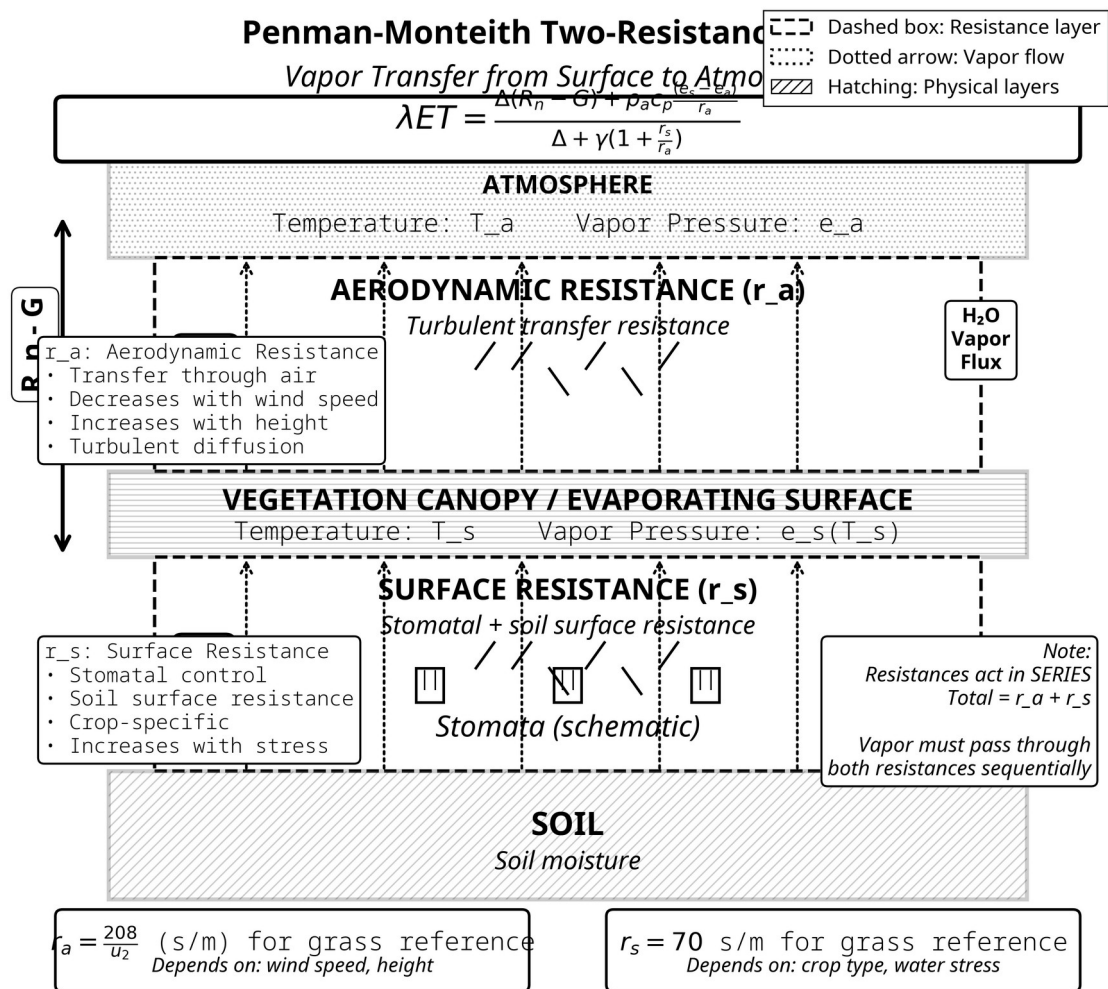 Penman-Monteith Two-Resistanc
Vapor Transfer from Surface to Atmo
Dashed box: Resistance layer
Dotted arrow: Vapor flow
Hatching: Physical layers
λET = \frac{Δ(R_n − G) + ρ_a c_p \frac{(e_s − e_a)}{r_a}}{Δ + γ(1 + \frac{r_s}{r_a})}
ATMOSPHERE
Temperature: T_a    Vapor Pressure: e_a
AERODYNAMIC RESISTANCE (r_a)
Turbulent transfer resistance
H₂O
Vapor
Flux
R_n - G
r_a: Aerodynamic Resistance
· Transfer through air
· Decreases with wind speed
· Increases with height
· Turbulent diffusion
VEGETATION CANOPY / EVAPORATING SURFACE
Temperature: T_s    Vapor Pressure: e_s(T_s)
SURFACE RESISTANCE (r_s)
Stomatal + soil surface resistance
r_s: Surface Resistance
· Stomatal control
· Soil surface resistance
· Crop-specific
· Increases with stress
Stomata (schematic)
Note:
Resistances act in SERIES
Total = r_a + r_s
Vapor must pass through
both resistances sequentially
SOIL
Soil moisture
r_a = \frac{208}{u_2} (s/m) for grass reference
Depends on: wind speed, height
r_s = 70 s/m for grass reference
Depends on: crop type, water stress